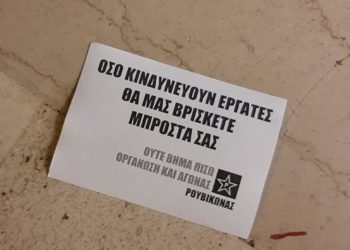 ΟΣΟ ΚΙΝΔΥΝΕΥΟΥΝ ΕΡΓΑΤΕΣ
ΘΑ ΜΑΣ ΒΡΙΣΚΕΤΕ
ΜΠΡΟΣΤΑ ΣΑΣ
ΟΥΤΕ ΒΗΜΑ ΠΙΣΩ
ΟΡΓΑΝΩΣΗ ΚΑΙ ΑΓΩΝΑΣ
ΡΟΥΒΙΚΩΝΑΣ